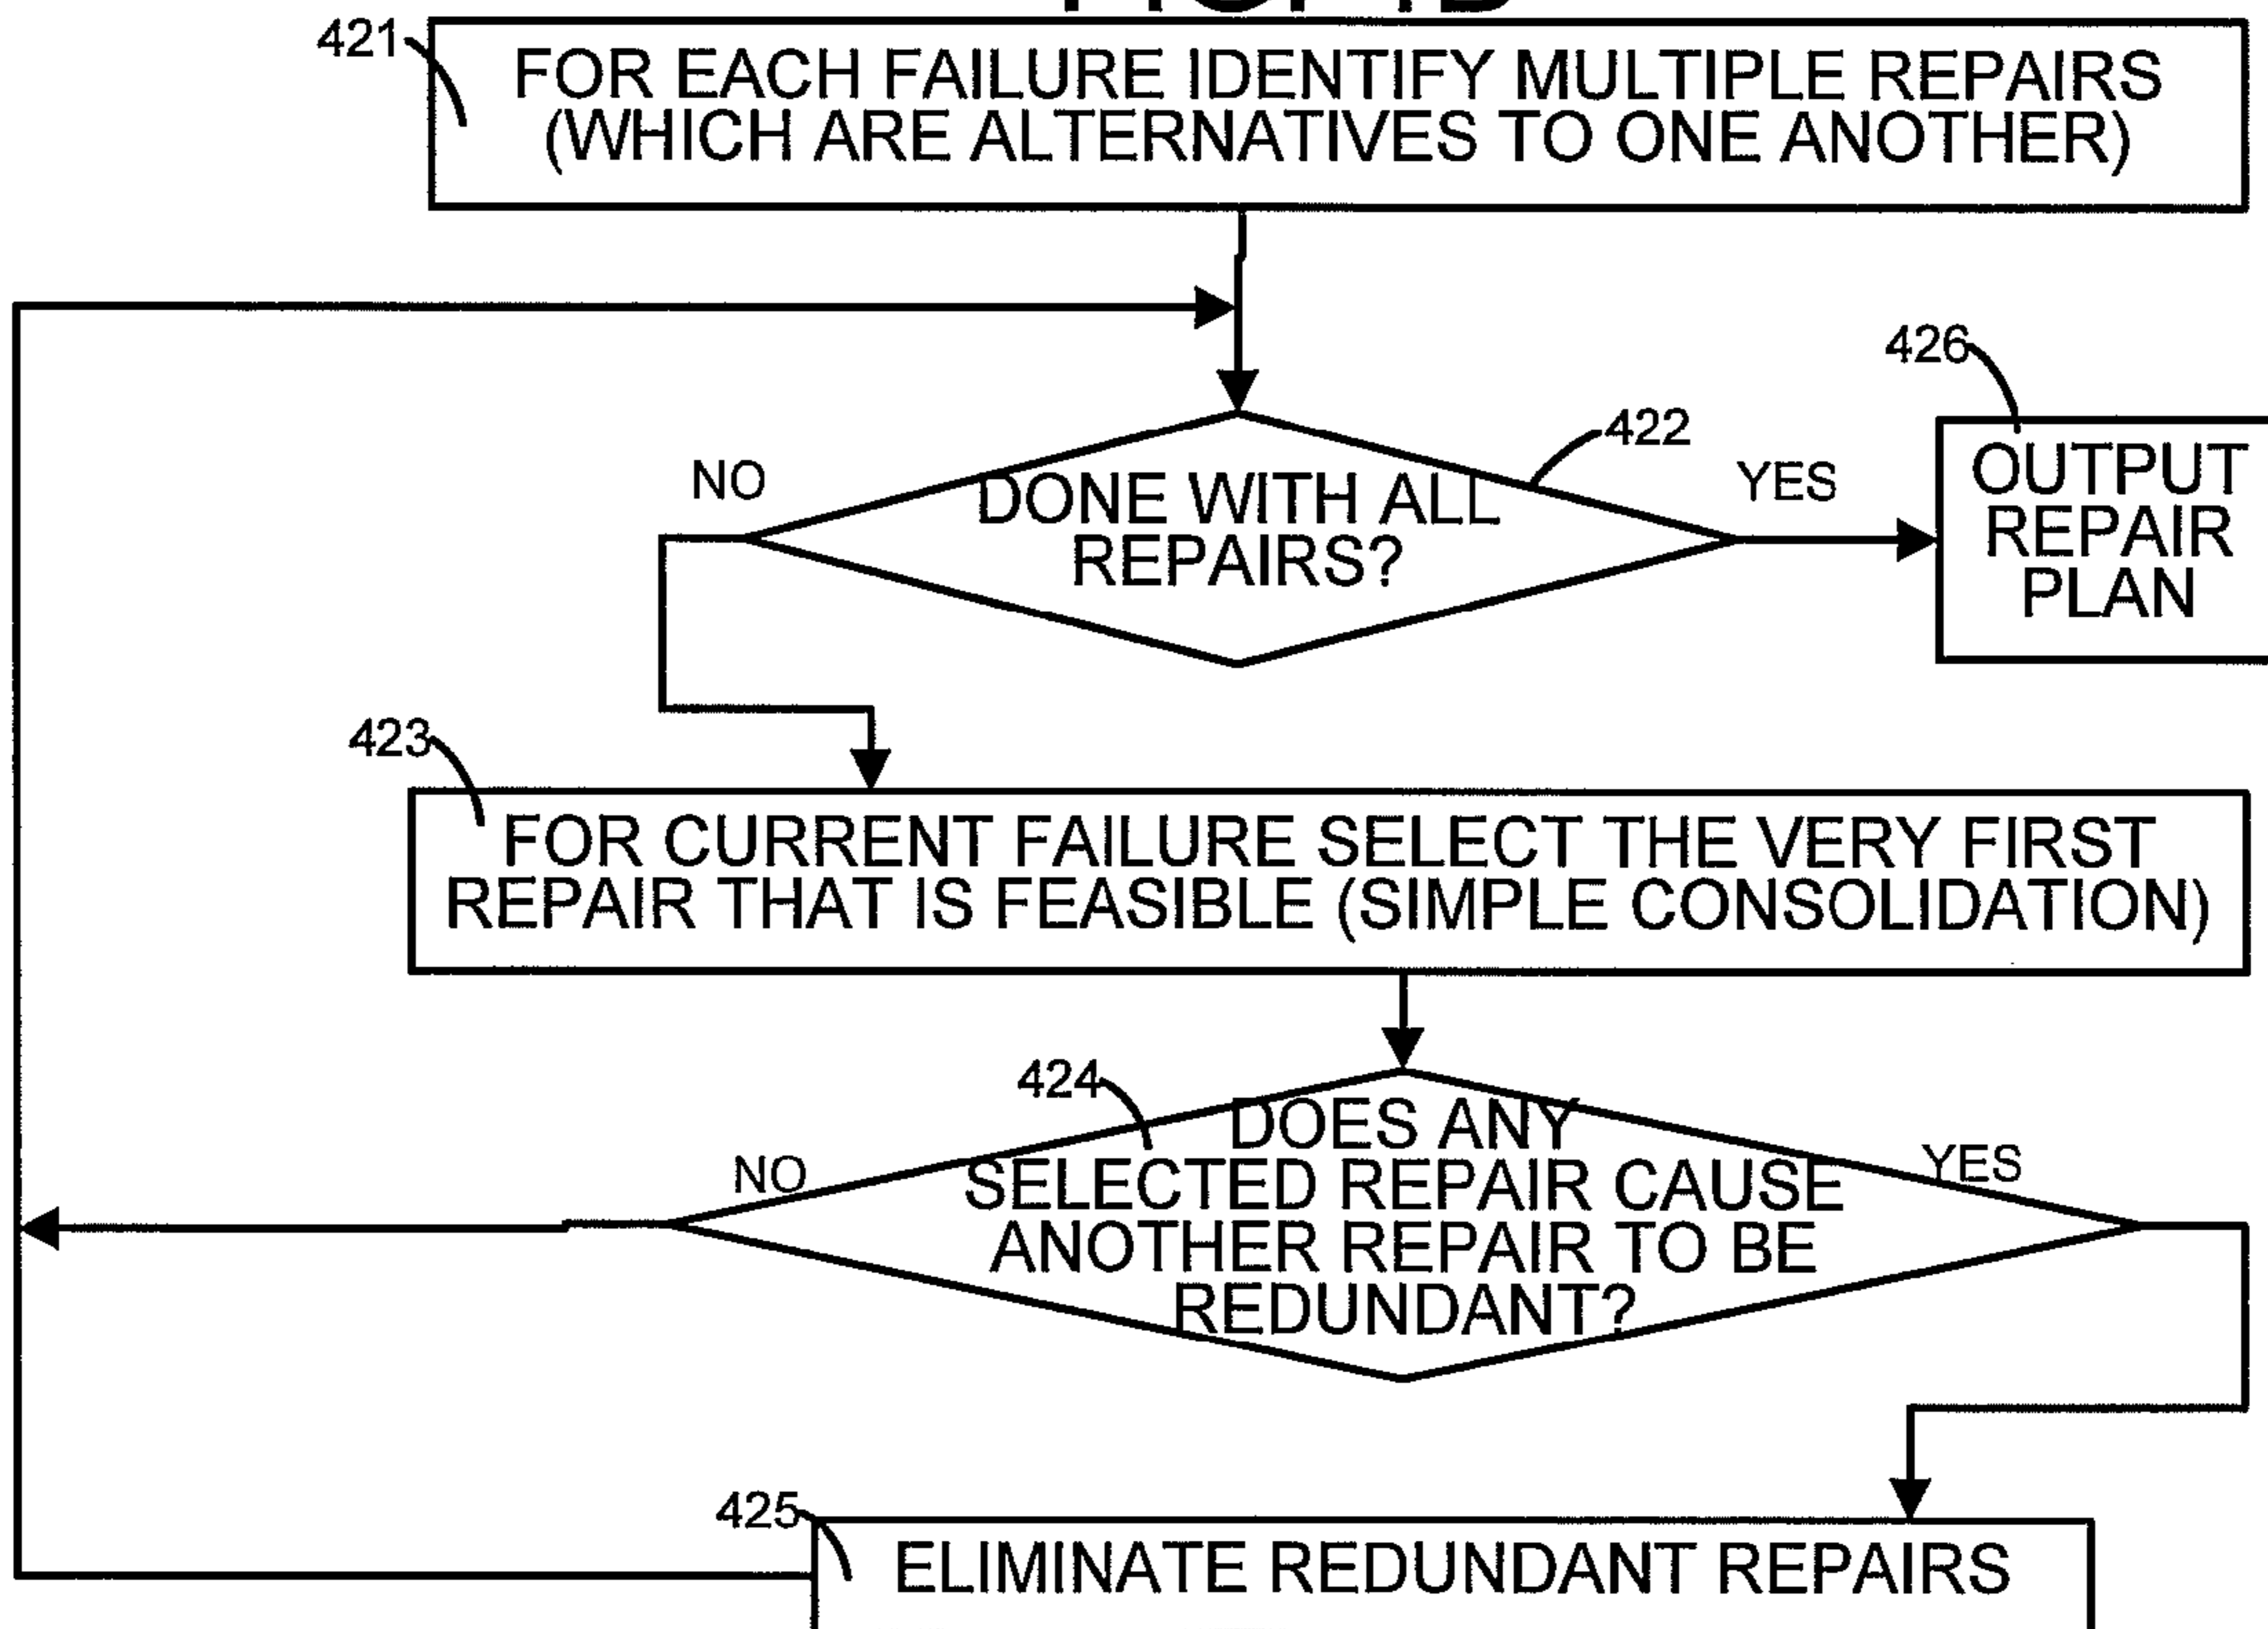 421
FOR EACH FAILURE IDENTIFY MULTIPLE REPAIRS
(WHICH ARE ALTERNATIVES TO ONE ANOTHER)
426
422
NO
YES
DONE WITH ALL
REPAIRS?
OUTPUT
REPAIR
PLAN
423
FOR CURRENT FAILURE SELECT THE VERY FIRST
REPAIR THAT IS FEASIBLE (SIMPLE CONSOLIDATION)
424
NO
YES
DOES ANY
SELECTED REPAIR CAUSE
ANOTHER REPAIR TO BE
REDUNDANT?
425
ELIMINATE REDUNDANT REPAIRS